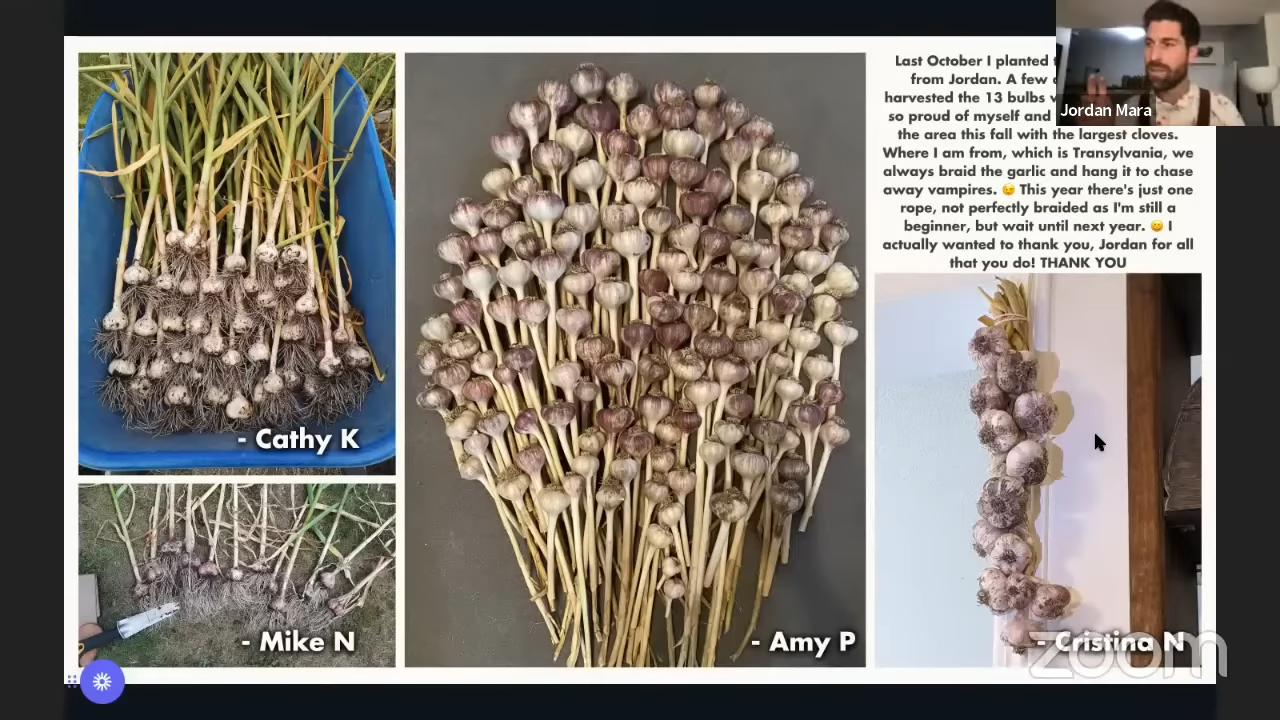 Last October I planted
from Jordan. A few
harvested the 13 bulbs
so proud of myself and
the area this fall with the largest cloves.
Where I am from, which is Transylvania, we
always braid the garlic and hang it to chase
away vampires. 😉 This year there's just one
rope, not perfectly braided as I'm still a
beginner, but wait until next year. 😀 I
actually wanted to thank you, Jordan for all
that you do! THANK YOU
Jordan Mara
- Cathy K
- Mike N
- Amy P
- Cristina N
zoom